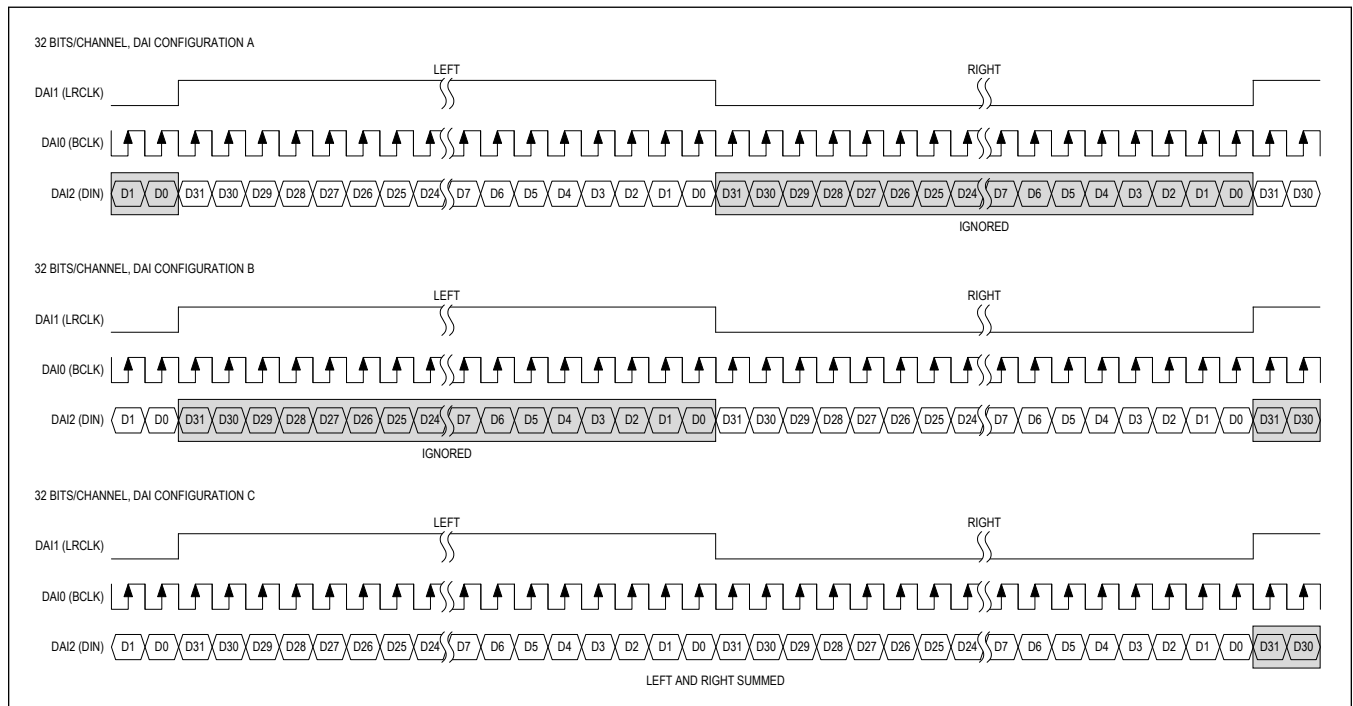 32 BITS/CHANNEL, DAI CONFIGURATION A
LEFT RIGHT
DAI1 (LRCLK)
DAI0 (BCLK)
DAI2 (DIN) D1 D0 D31 D30 D29 D28 D27 D26 D25 D24 D7 D6 D5 D4 D3 D2 D1 D0 D31 D30 D29 D28 D27 D26 D25 D24 D7 D6 D5 D4 D3 D2 D1 D0 D31 D30
IGNORED
32 BITS/CHANNEL, DAI CONFIGURATION B
LEFT RIGHT
DAI1 (LRCLK)
DAI0 (BCLK)
DAI2 (DIN) D1 D0 D31 D30 D29 D28 D27 D26 D25 D24 D7 D6 D5 D4 D3 D2 D1 D0 D31 D30 D29 D28 D27 D26 D25 D24 D7 D6 D5 D4 D3 D2 D1 D0 D31 D30
IGNORED
32 BITS/CHANNEL, DAI CONFIGURATION C
LEFT RIGHT
DAI1 (LRCLK)
DAI0 (BCLK)
DAI2 (DIN) D1 D0 D31 D30 D29 D28 D27 D26 D25 D24 D7 D6 D5 D4 D3 D2 D1 D0 D31 D30 D29 D28 D27 D26 D25 D24 D7 D6 D5 D4 D3 D2 D1 D0 D31 D30
LEFT AND RIGHT SUMMED